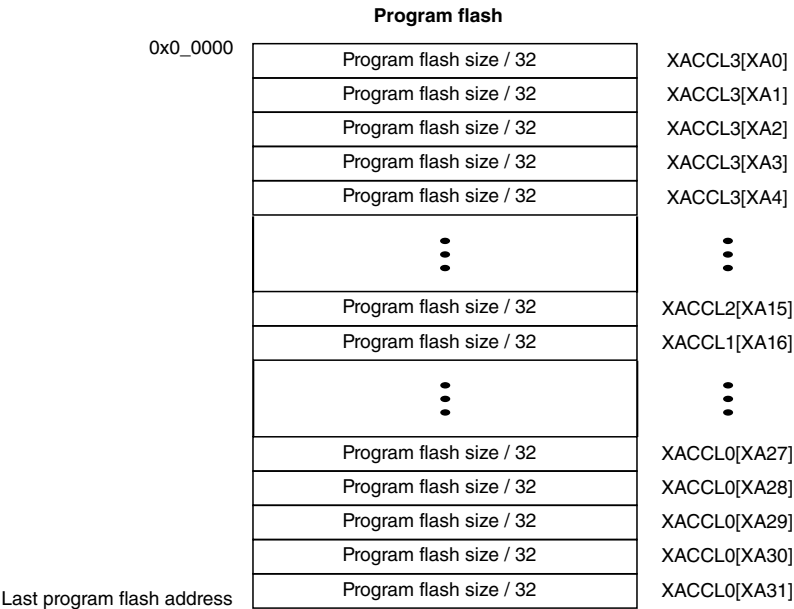 Program flash
0x0_0000
Program flash size / 32 XACCL3[XA0]
Program flash size / 32 XACCL3[XA1]
Program flash size / 32 XACCL3[XA2]
Program flash size / 32 XACCL3[XA3]
Program flash size / 32 XACCL3[XA4]
Program flash size / 32 XACCL2[XA15]
Program flash size / 32 XACCL1[XA16]
Program flash size / 32 XACCL0[XA27]
Program flash size / 32 XACCL0[XA28]
Program flash size / 32 XACCL0[XA29]
Program flash size / 32 XACCL0[XA30]
Program flash size / 32 XACCL0[XA31]
Last program flash address